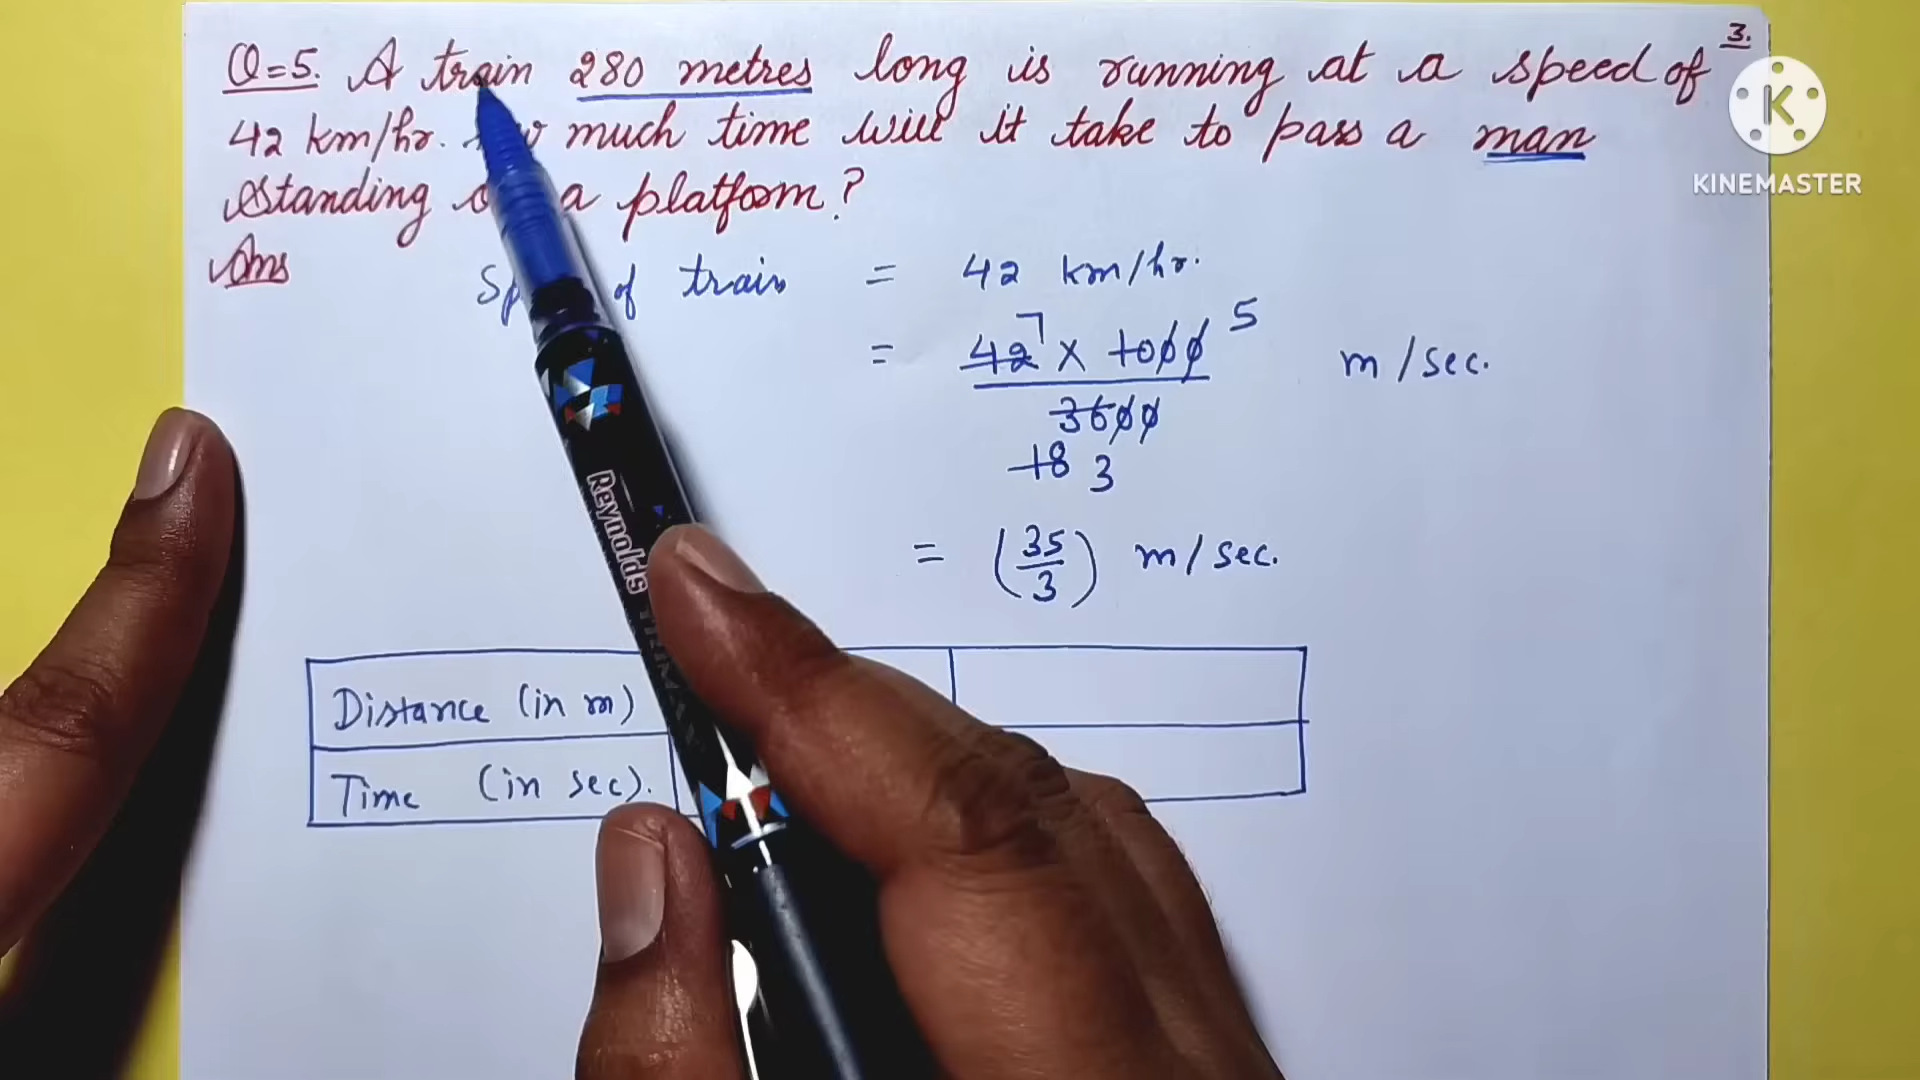 3.
Q=5. A train 280 metres long is running at a speed of
42 km/hr. much time will it take to pass a man
Standing a platform?
Ans
of train = 42 km/hr.
= 42 7 x 1000 5 m/sec.
3600
18 3
= (35/3) m/sec.
Distance (in m)
Time (in sec).
KINEMASTER
Reynolds
TRIMAX